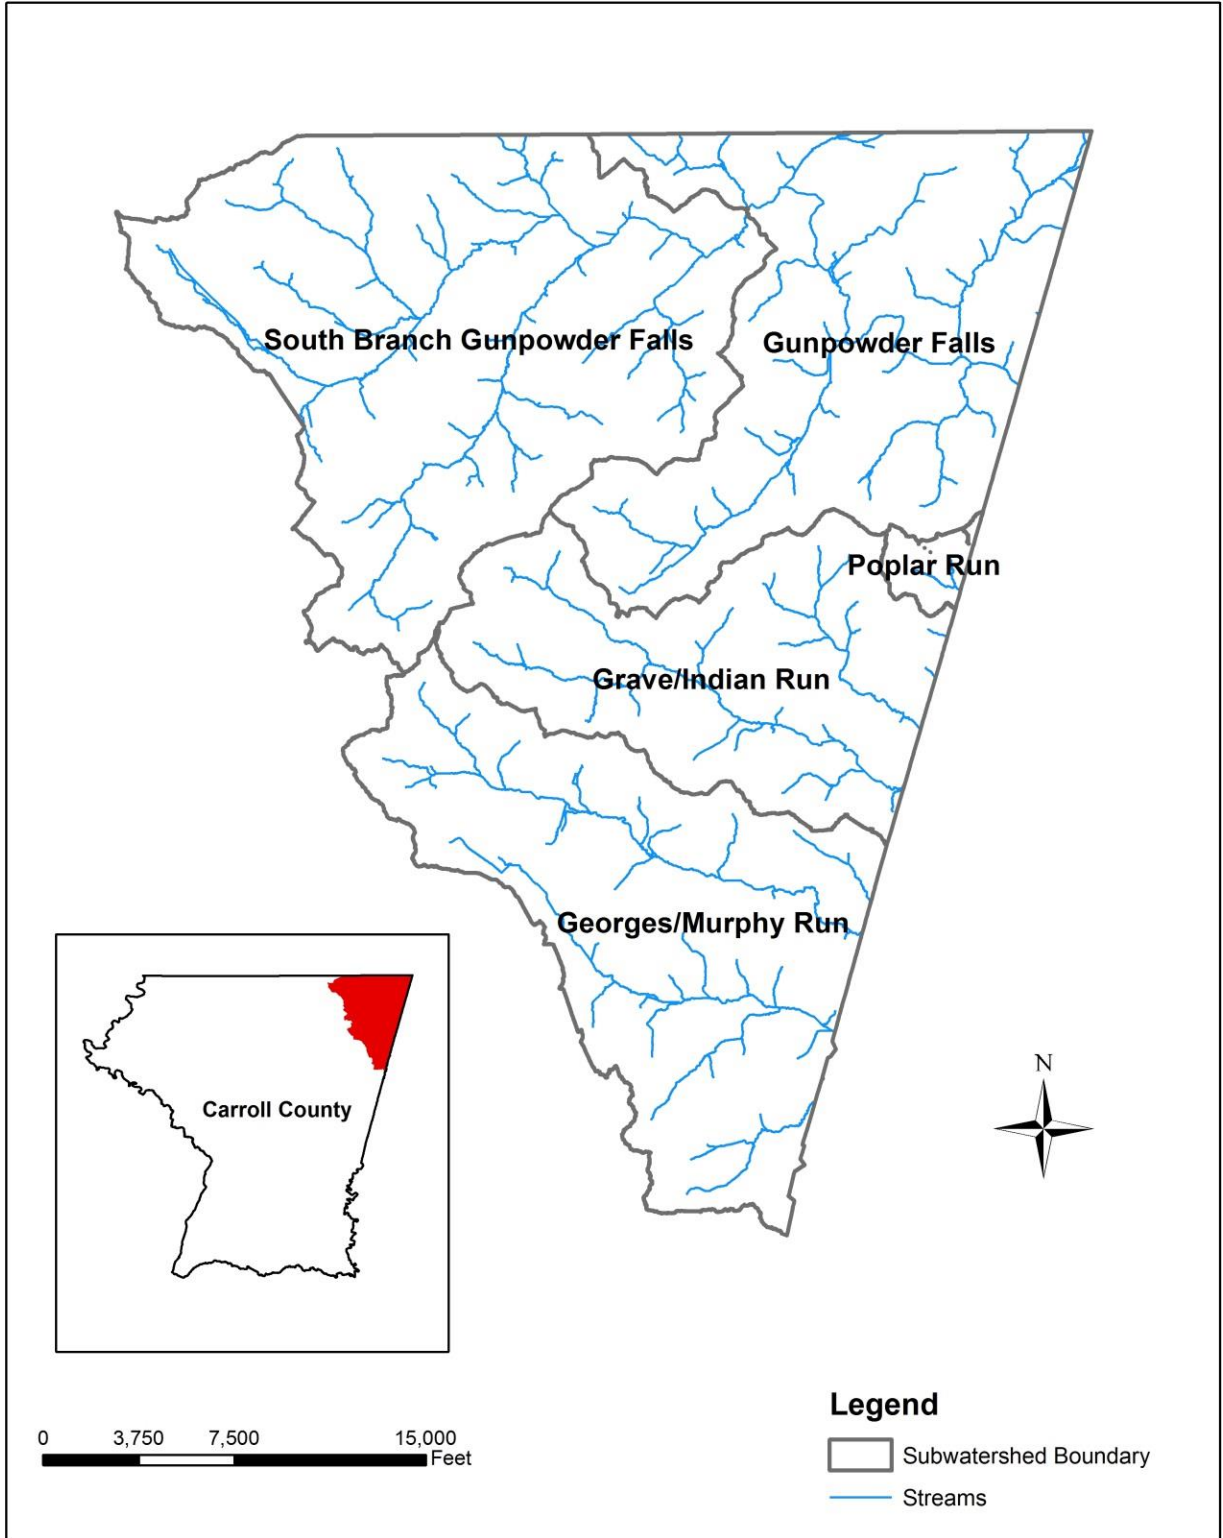 South Branch Gunpowder Falls
Gunpowder Falls
Poplar Run
Grave/Indian Run
Georges/Murphy Run
Carroll County
N
0 3,750 7,500 15,000
Feet
Legend
Subwatershed Boundary
Streams